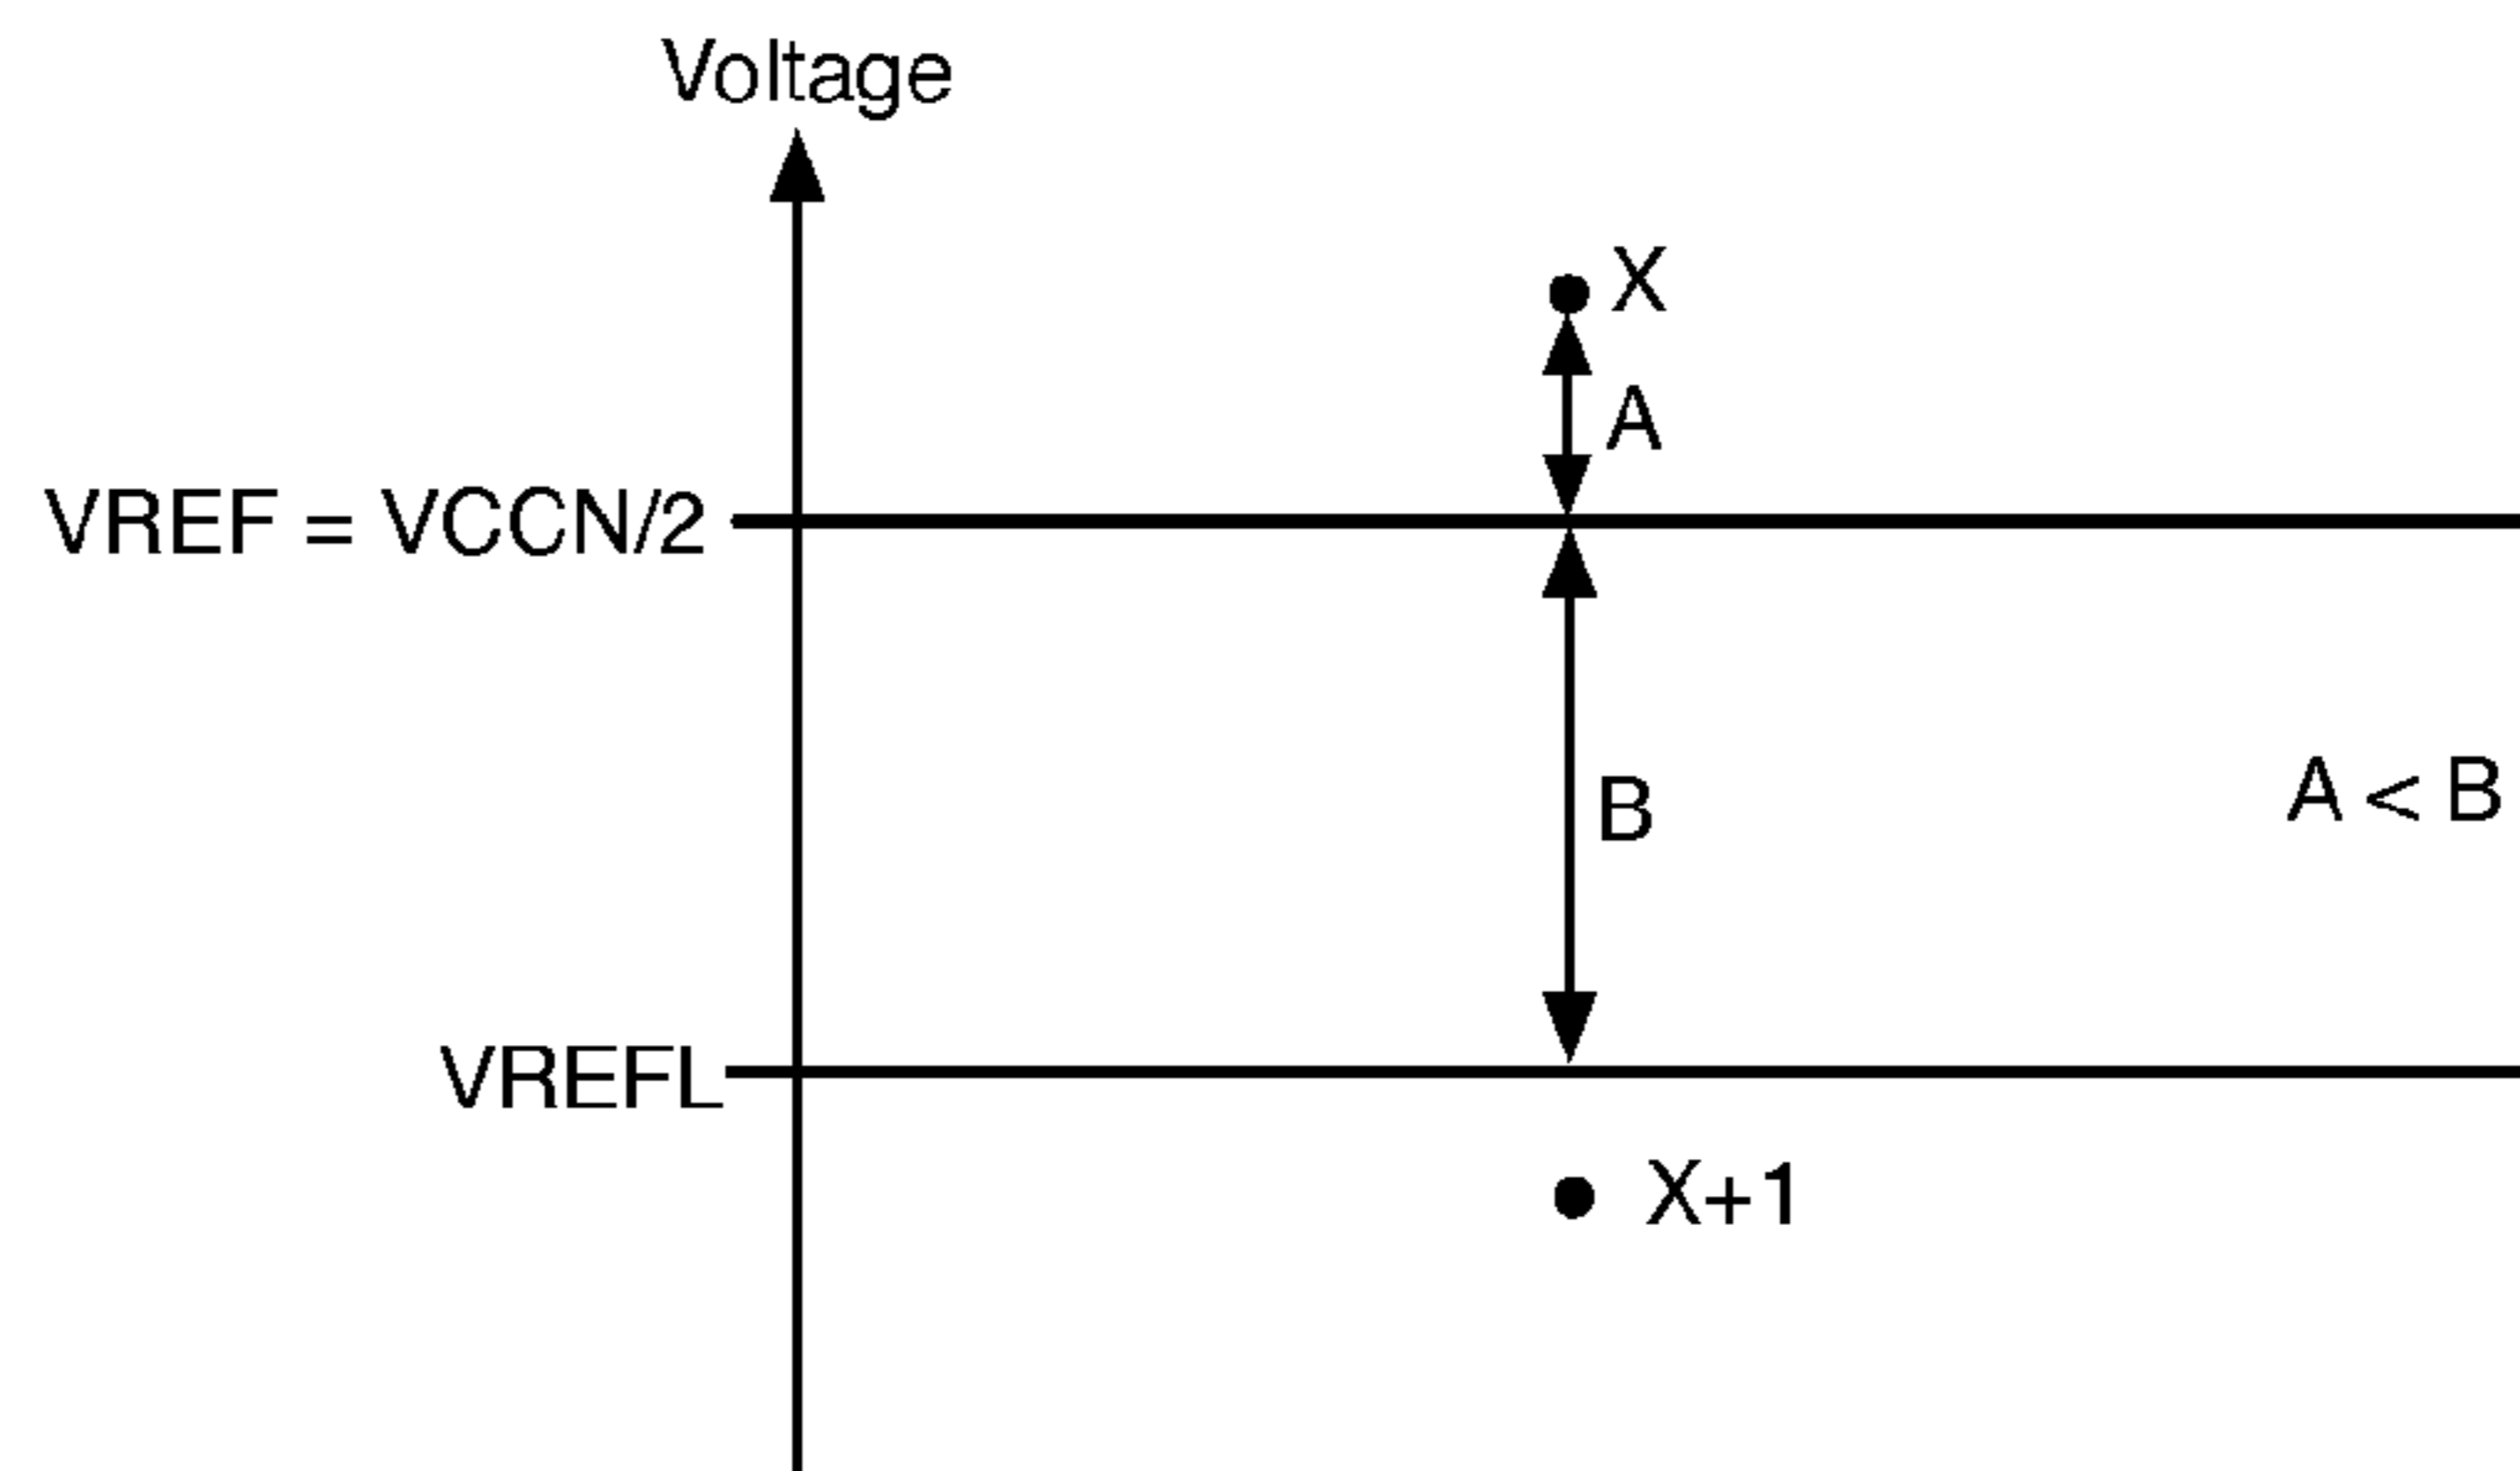 Voltage
X
A
VREF = VCCN/2
B
A < B
VREFL
X+1